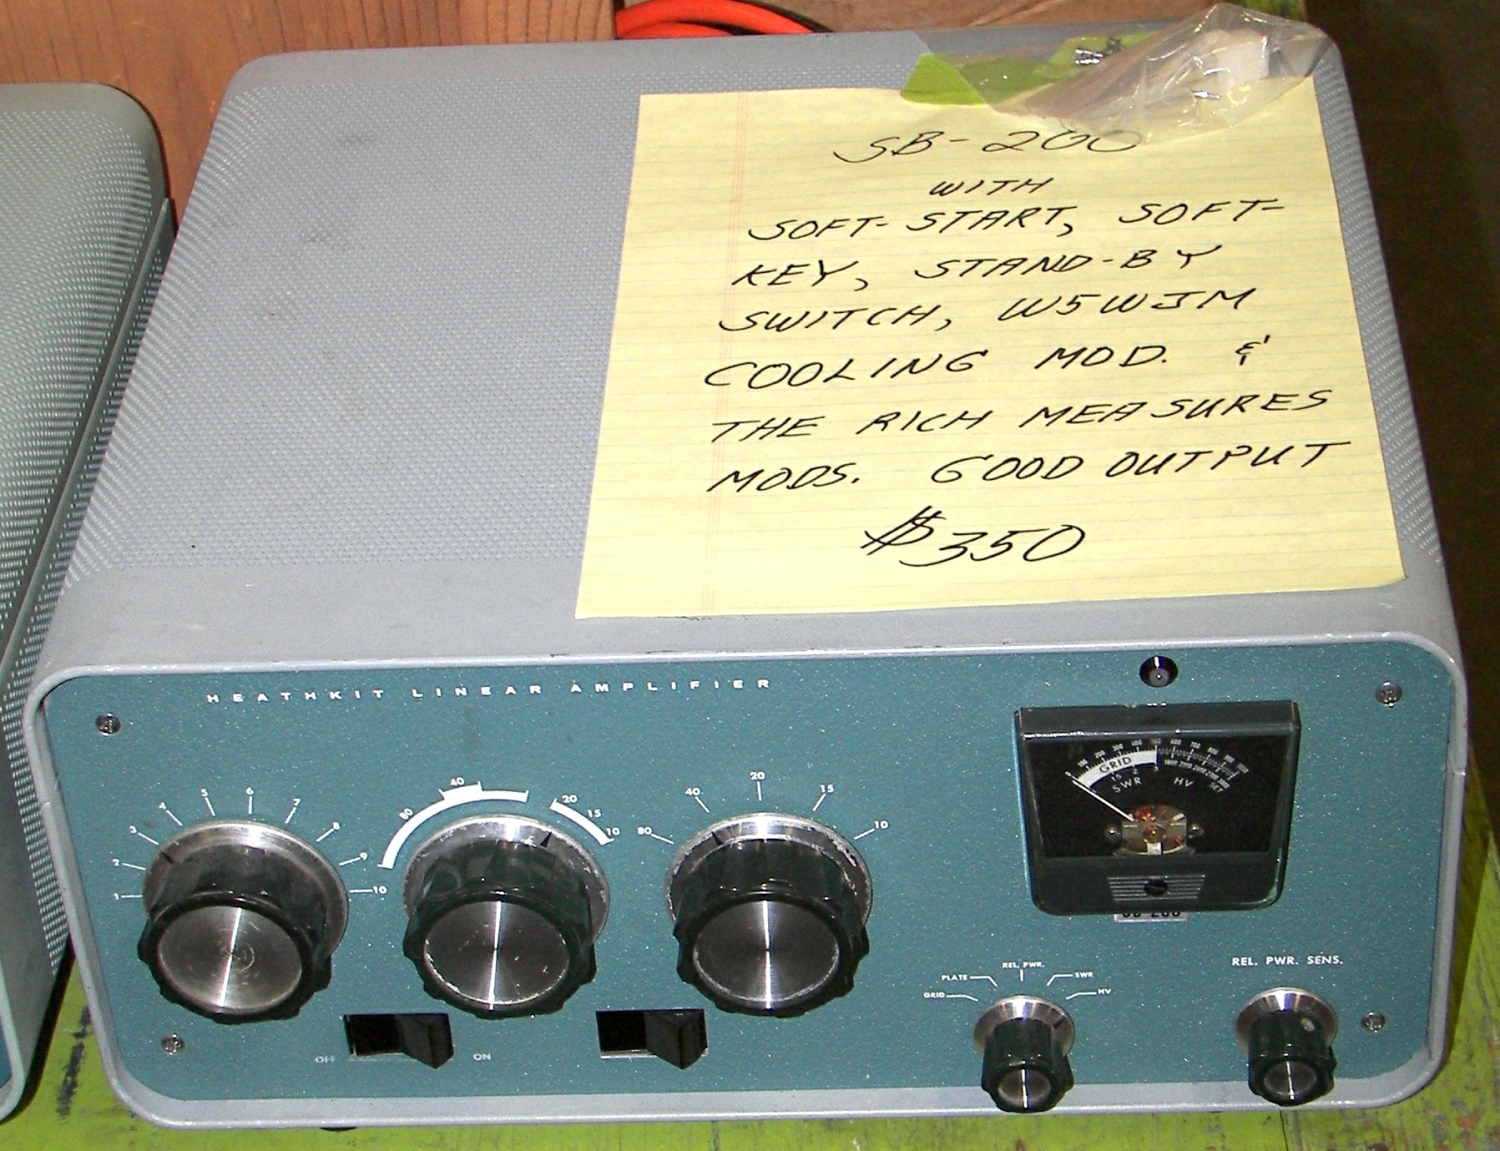 SB-200
WITH
SOFT-START, SOFT-
KEY, STAND-BY
SWITCH, W5WJM
COOLING MOD. &
THE RICH MEASURES
MODS. GOOD OUTPUT
$350
HEATHKIT LINEAR AMPLIFIER
1 2 3 4 5 6 7 8 9 10
80 40 20 15 10
80 40 20 15 10
GRID
SWR HV SET
SB-200
OFF ON
GRID PLATE REL. PWR. SWR HV
REL. PWR. SENS.